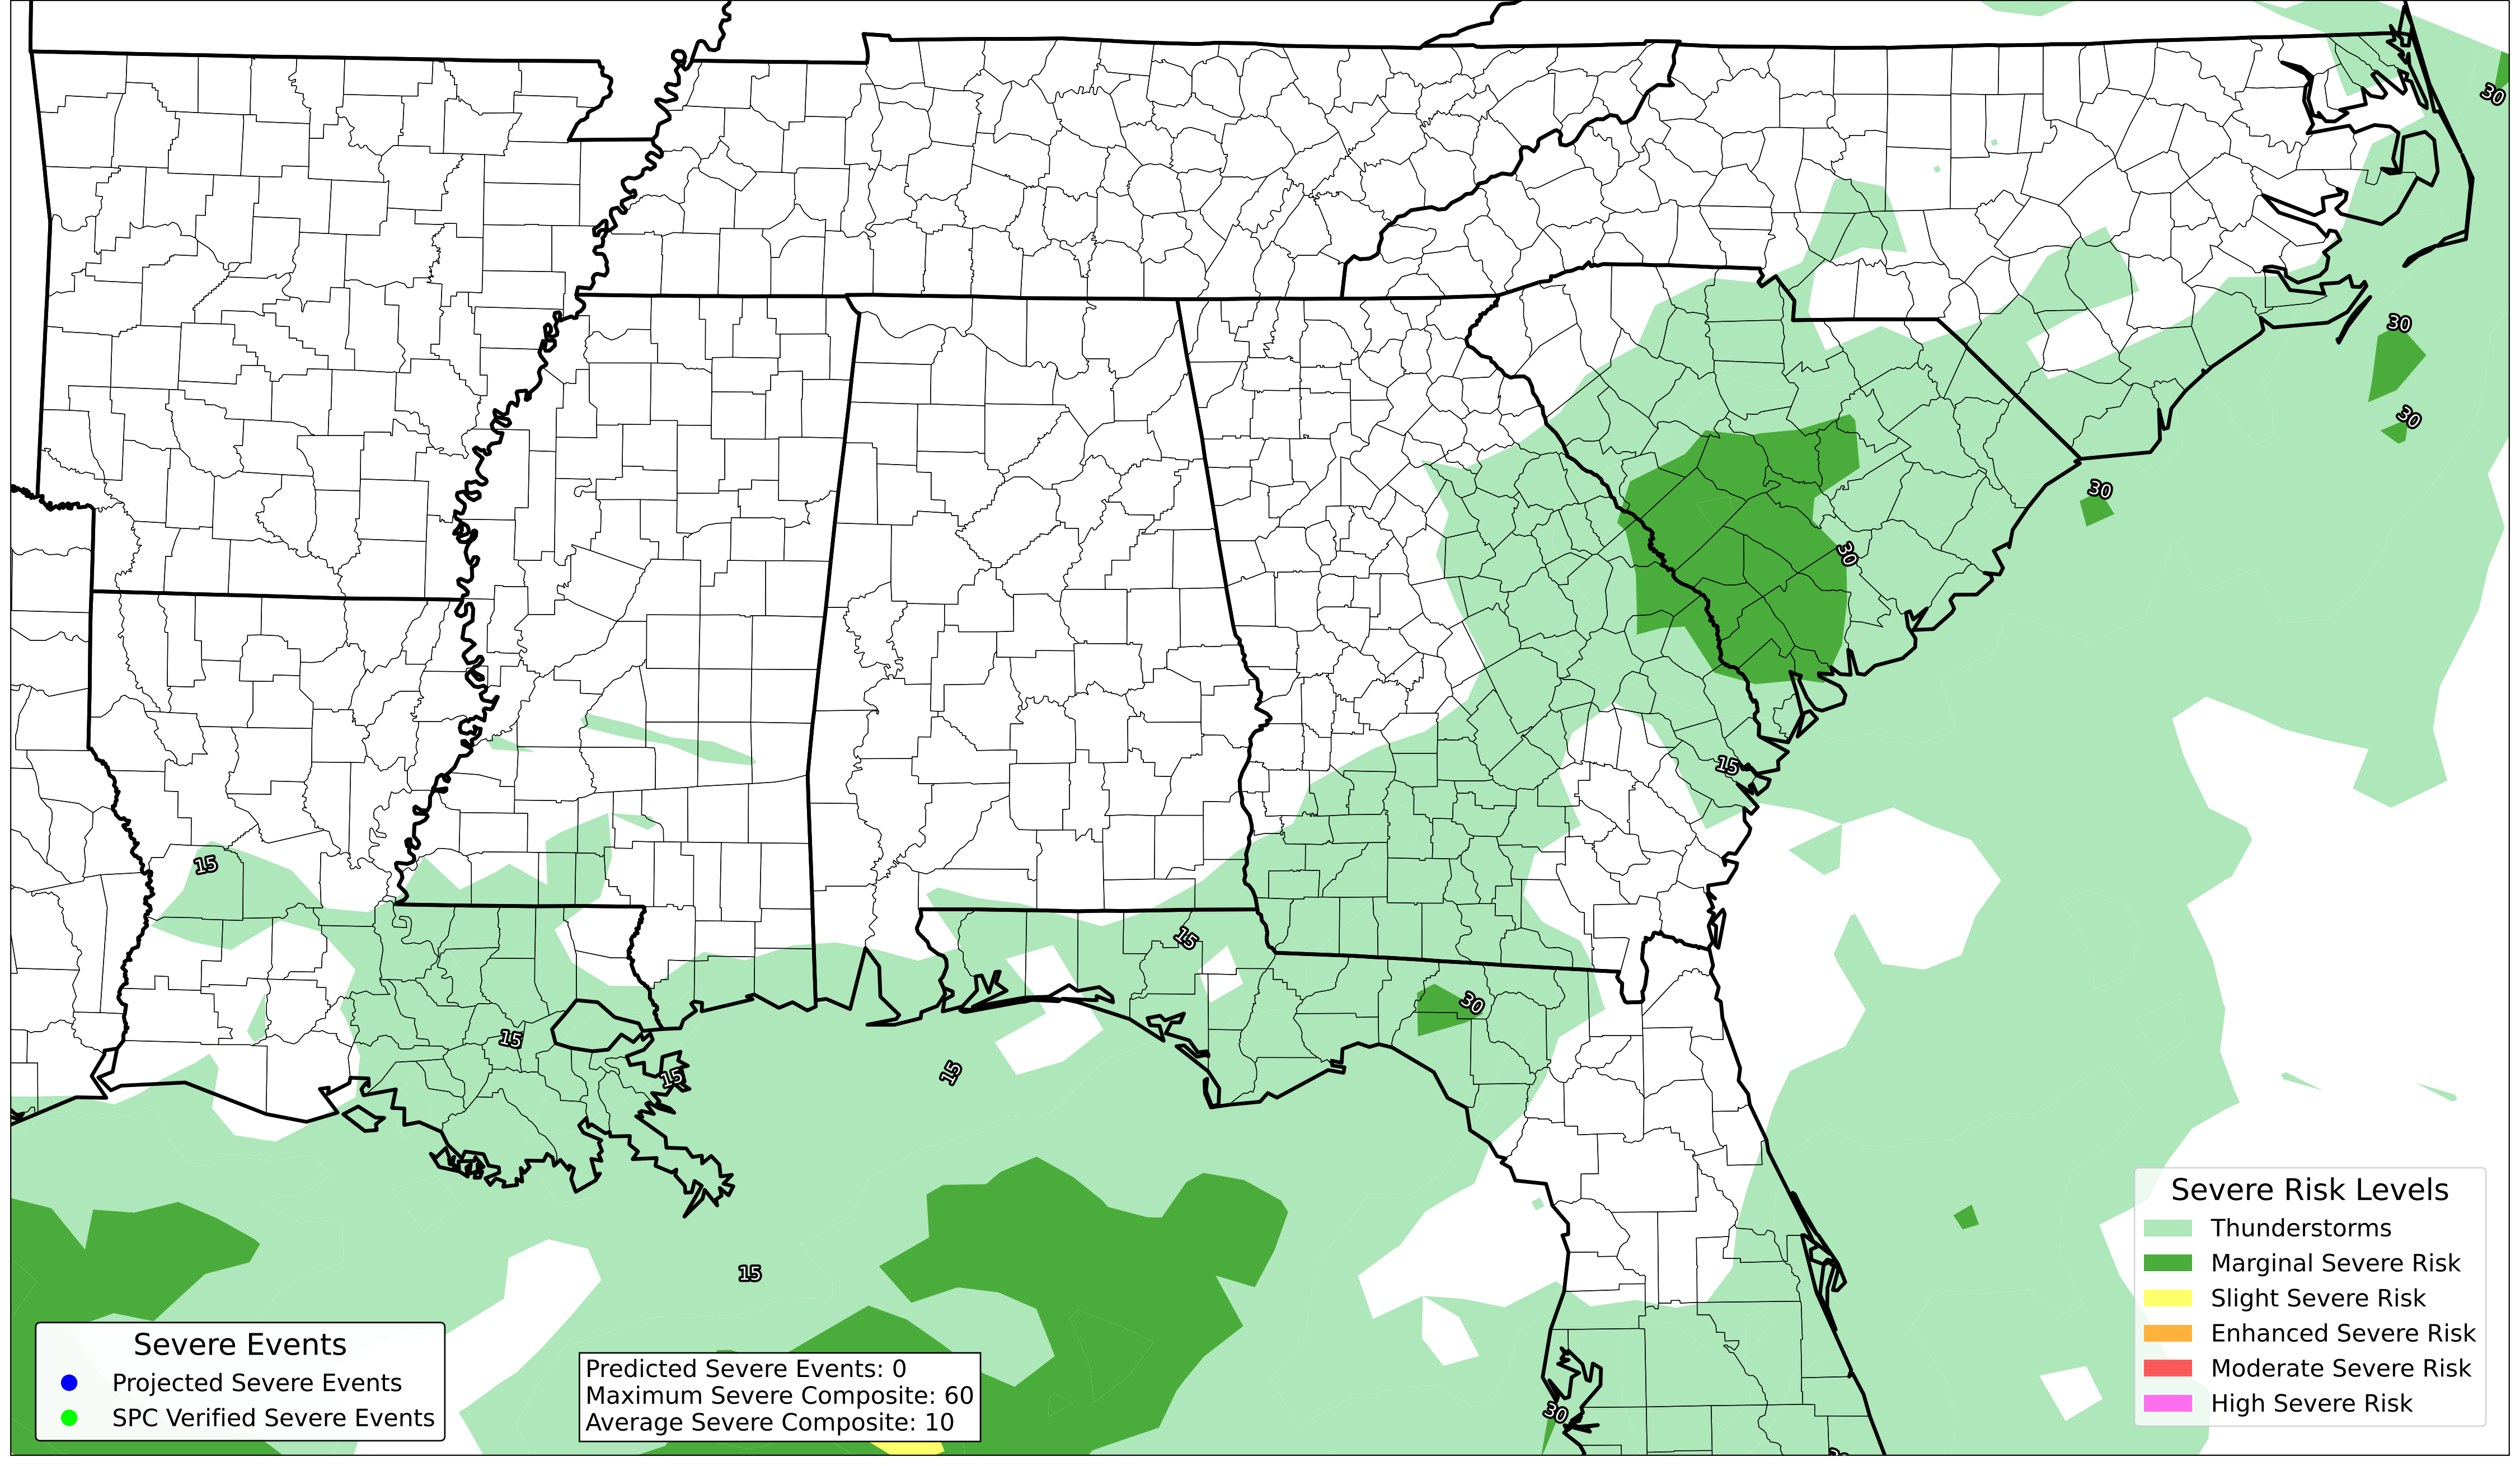 30
30
30
30
30
15
15
15
30
15
15
15
15
30
Severe Risk Levels
Thunderstorms
Marginal Severe Risk
Slight Severe Risk
Enhanced Severe Risk
Moderate Severe Risk
High Severe Risk
Severe Events
Projected Severe Events
SPC Verified Severe Events
Predicted Severe Events: 0
Maximum Severe Composite: 60
Average Severe Composite: 10